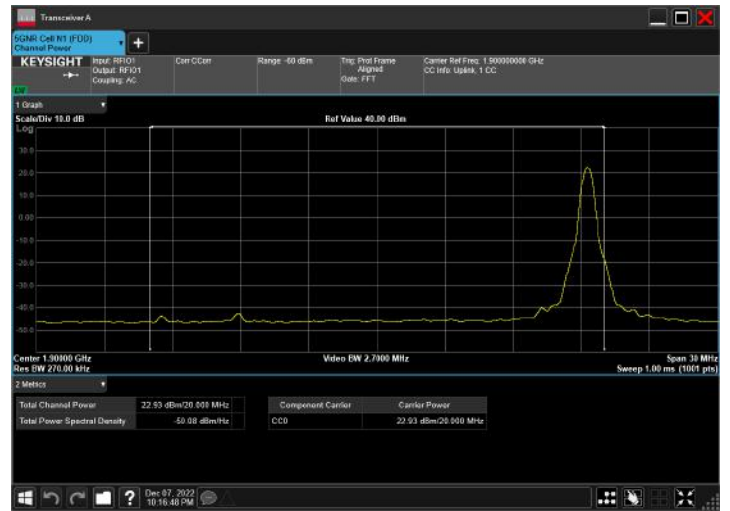 Transceiver A
5GNR Cell N1 (FDD)
Channel Power
KEYSIGHT
Input: RFIO1
Output: RFIO1
Coupling: AC
Corr CCorr
Range -60 dBm
Trig: Prot Frame
Aligned
Gate: FFT
Carrier Ref Freq: 1.900000000 GHz
CC Info: Uplink, 1 CC
1 Graph
Scale/Div 10.0 dB
Ref Value 40.00 dBm
Log
30.0
20.0
10.0
0.00
-10.0
-20.0
-30.0
-40.0
-50.0
Center 1.90000 GHz
Video BW 2.7000 MHz
Span 30 MHz
Res BW 270.00 kHz
Sweep 1.00 ms (1001 pts)
2 Metrics
Total Channel Power 22.93 dBm/20.000 MHz
Total Power Spectral Density -50.08 dBm/Hz
Component Carrier Carrier Power
CC0 22.93 dBm/20.000 MHz
?
Dec 07, 2022
10:16:48 PM